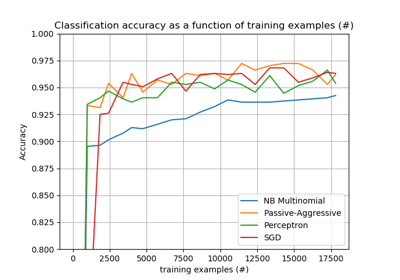 Classification accuracy as a function of training examples (#)
1.000
0.975
0.950
0.925
0.900
0.875
0.850
0.825
0.800
Accuracy
NB Multinomial
Passive-Aggressive
Perceptron
SGD
0 2500 5000 7500 10000 12500 15000 17500
training examples (#)